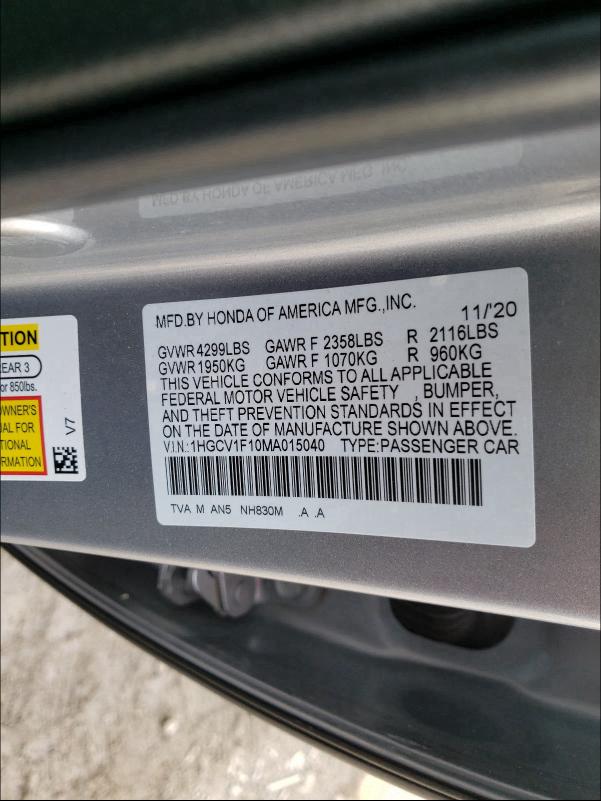 MFD.BY HONDA OF AMERICA MFG.,INC. 11/'20
GVWR 4299LBS GAWR F 2358LBS R 2116LBS
GVWR 1950KG GAWR F 1070KG R 960KG
THIS VEHICLE CONFORMS TO ALL APPLICABLE
FEDERAL MOTOR VEHICLE SAFETY , BUMPER,
AND THEFT PREVENTION STANDARDS IN EFFECT
ON THE DATE OF MANUFACTURE SHOWN ABOVE.
V.I.N.:1HGCV1F10MA015040 TYPE:PASSENGER CAR
TVA M AN5 NH830M .A .A
TION
REAR 3
or 850lbs.
OWNER'S
UAL FOR
TIONAL
FORMATION
V7